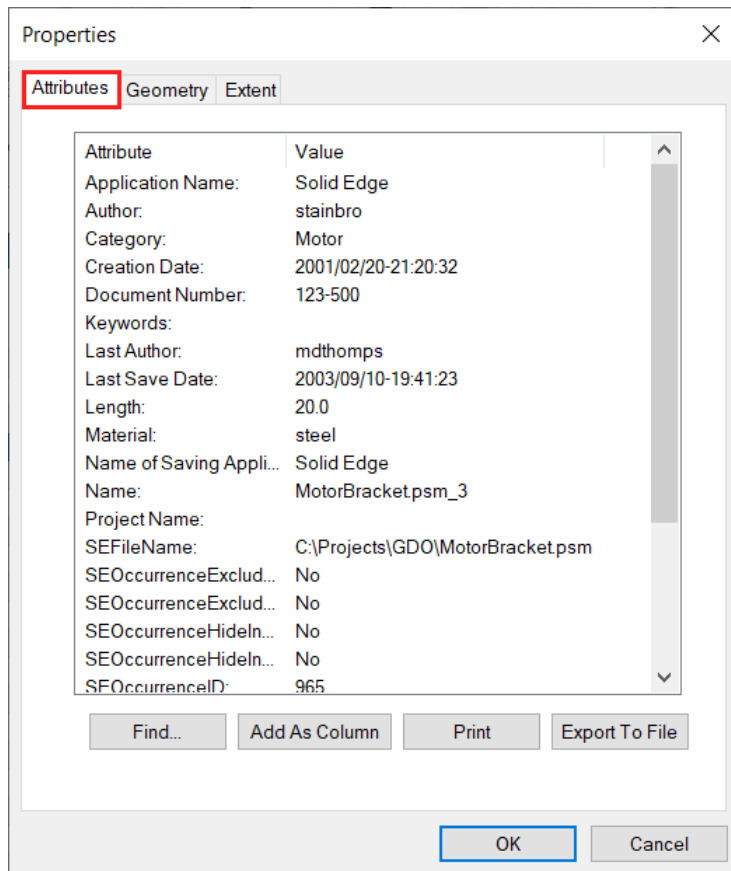 Properties
Attributes Geometry Extent
Attribute Value
Application Name: Solid Edge
Author: stainbro
Category: Motor
Creation Date: 2001/02/20-21:20:32
Document Number: 123-500
Keywords:
Last Author: mdthomps
Last Save Date: 2003/09/10-19:41:23
Length: 20.0
Material: steel
Name of Saving Appli... Solid Edge
Name: MotorBracket.psm_3
Project Name:
SEFileName: C:\Projects\GDO\MotorBracket.psm
SEOccurrenceExclud... No
SEOccurrenceExclud... No
SEOccurrenceHideIn... No
SEOccurrenceHideIn... No
SEOccurrenceID: 965
Find... Add As Column Print Export To File
OK Cancel